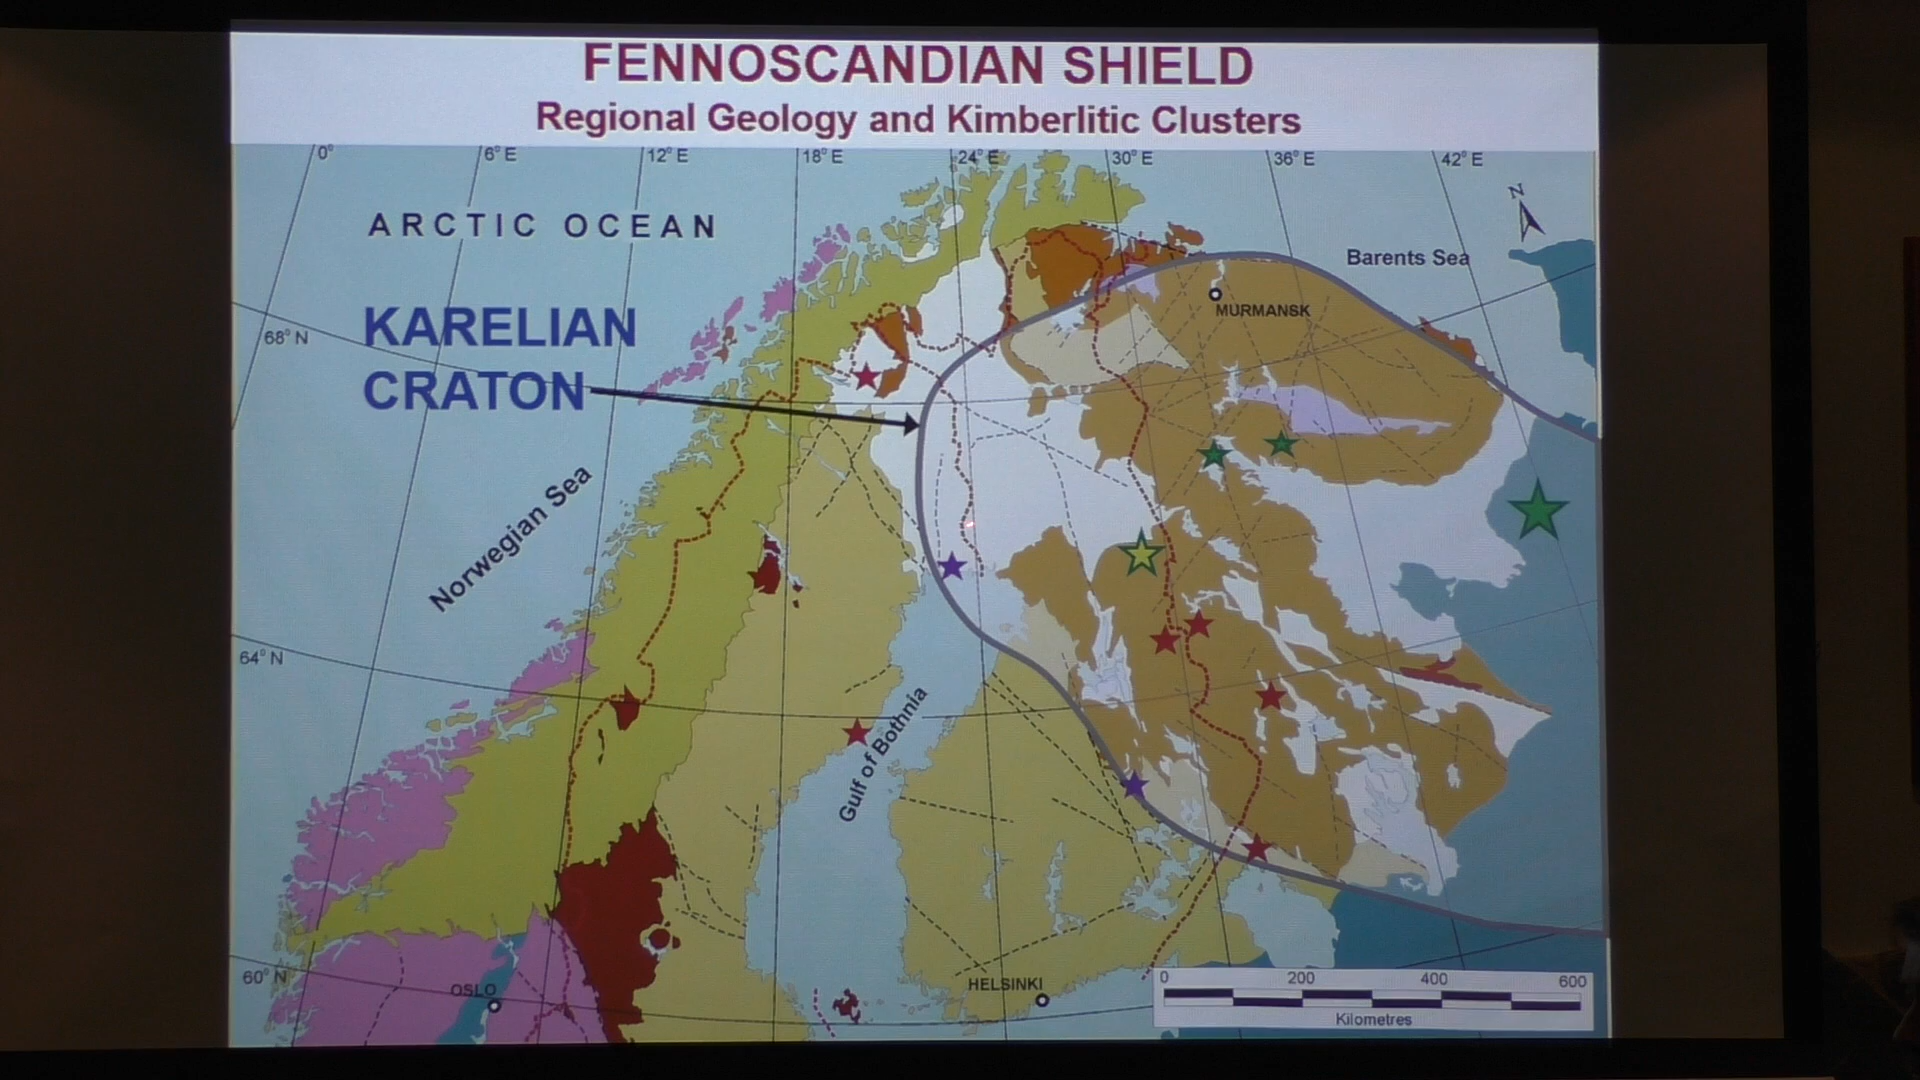 FENNOSCANDIAN SHIELD
Regional Geology and Kimberlitic Clusters
0°
6° E
12° E
18° E
24° E
30° E
36° E
42° E
N
ARCTIC OCEAN
Barents Sea
MURMANSK
68° N
KARELIAN
CRATON
Norwegian Sea
64° N
Gulf of Bothnia
60° N
OSLO
HELSINKI
0 200 400 600
Kilometres